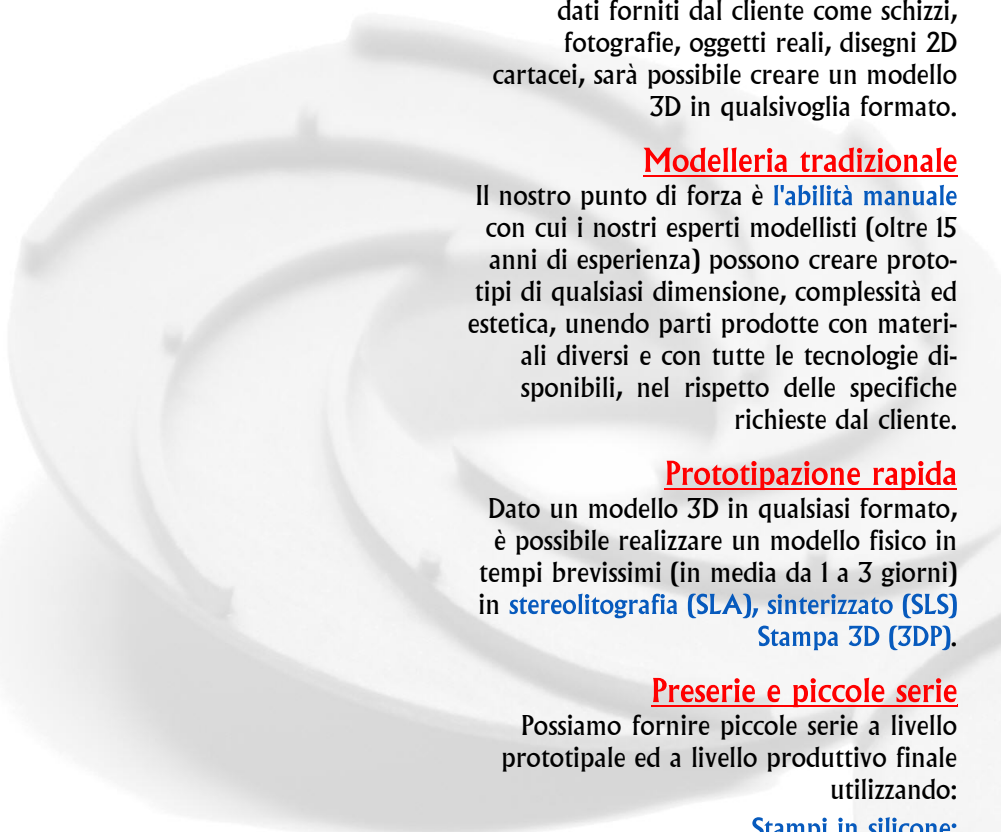 dati forniti dal cliente come schizzi,
fotografie, oggetti reali, disegni 2D
cartacei, sarà possibile creare un modello
3D in qualsivoglia formato.
Modelleria tradizionale
Il nostro punto di forza è l'abilità manuale
con cui i nostri esperti modellisti (oltre 15
anni di esperienza) possono creare proto-
tipi di qualsiasi dimensione, complessità ed
estetica, unendo parti prodotte con materi-
ali diversi e con tutte le tecnologie di-
sponibili, nel rispetto delle specifiche
richieste dal cliente.
Prototipazione rapida
Dato un modello 3D in qualsiasi formato,
è possibile realizzare un modello fisico in
tempi brevissimi (in media da 1 a 3 giorni)
in stereolitografia (SLA), sinterizzato (SLS)
Stampa 3D (3DP).
Preserie e piccole serie
Possiamo fornire piccole serie a livello
prototipale ed a livello produttivo finale
utilizzando:
Stampi in silicone: